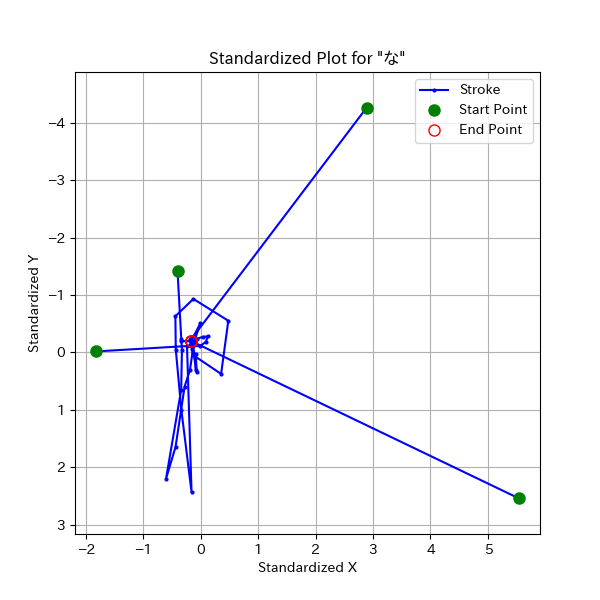 Standardized Plot for "な"
Stroke
Start Point
End Point
Standardized Y
−4
−3
−2
−1
0
1
2
3
−2 −1 0 1 2 3 4 5
Standardized X